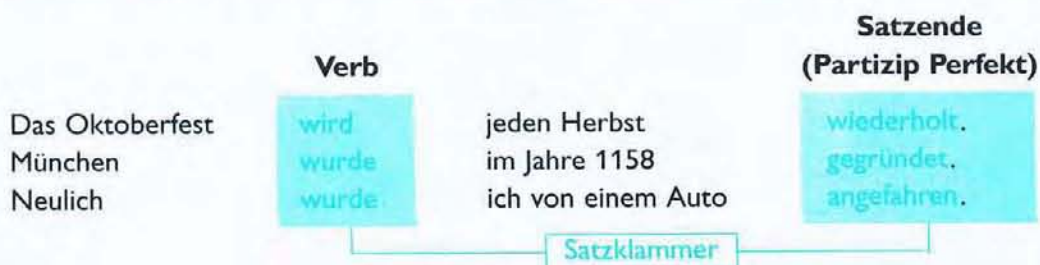 Satzende
Verb (Partizip Perfekt)
Das Oktoberfest wird jeden Herbst wiederholt.
München wurde im Jahre 1158 gegründet.
Neulich wurde ich von einem Auto angefahren.
Satzklammer